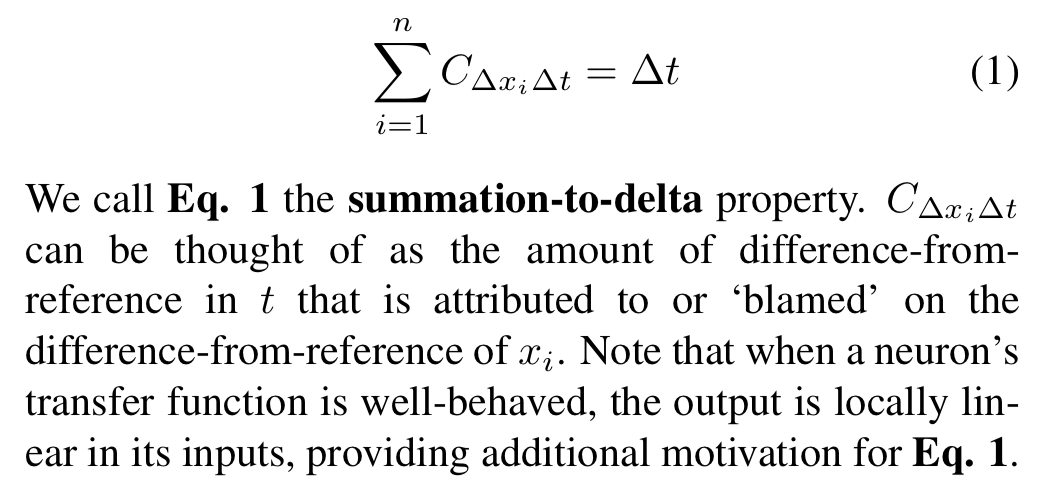 \sum_{i=1}^{n} C_{\Delta x_i \Delta t} = \Delta t (1)
We call Eq. 1 the summation-to-delta property. C_{\Delta x_i \Delta t}
can be thought of as the amount of difference-from-
reference in t that is attributed to or ‘blamed’ on the
difference-from-reference of x_i. Note that when a neuron’s
transfer function is well-behaved, the output is locally lin-
ear in its inputs, providing additional motivation for Eq. 1.